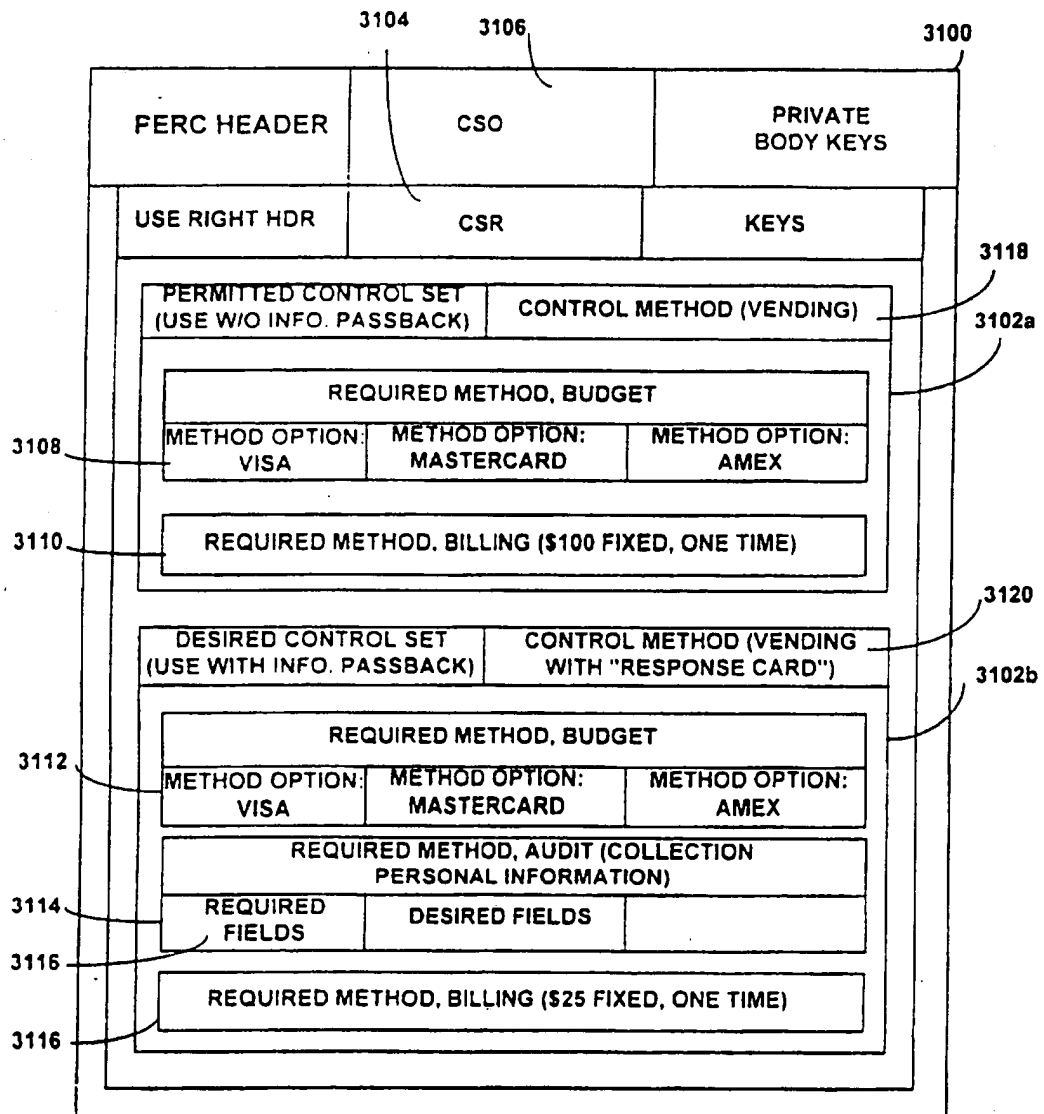 3104
3106
3100
PERC HEADER
CSO
PRIVATE
BODY KEYS
USE RIGHT HDR
CSR
KEYS
3118
PERMITTED CONTROL SET
(USE W/O INFO. PASSBACK)
CONTROL METHOD (VENDING)
3102a
REQUIRED METHOD, BUDGET
3108
METHOD OPTION:
VISA
METHOD OPTION:
MASTERCARD
METHOD OPTION:
AMEX
3110
REQUIRED METHOD, BILLING ($100 FIXED, ONE TIME)
3120
DESIRED CONTROL SET
(USE WITH INFO. PASSBACK)
CONTROL METHOD (VENDING
WITH "RESPONSE CARD")
3102b
REQUIRED METHOD, BUDGET
3112
METHOD OPTION:
VISA
METHOD OPTION:
MASTERCARD
METHOD OPTION:
AMEX
REQUIRED METHOD, AUDIT (COLLECTION
PERSONAL INFORMATION)
3114
REQUIRED
FIELDS
DESIRED FIELDS
3115
REQUIRED METHOD, BILLING ($25 FIXED, ONE TIME)
3116